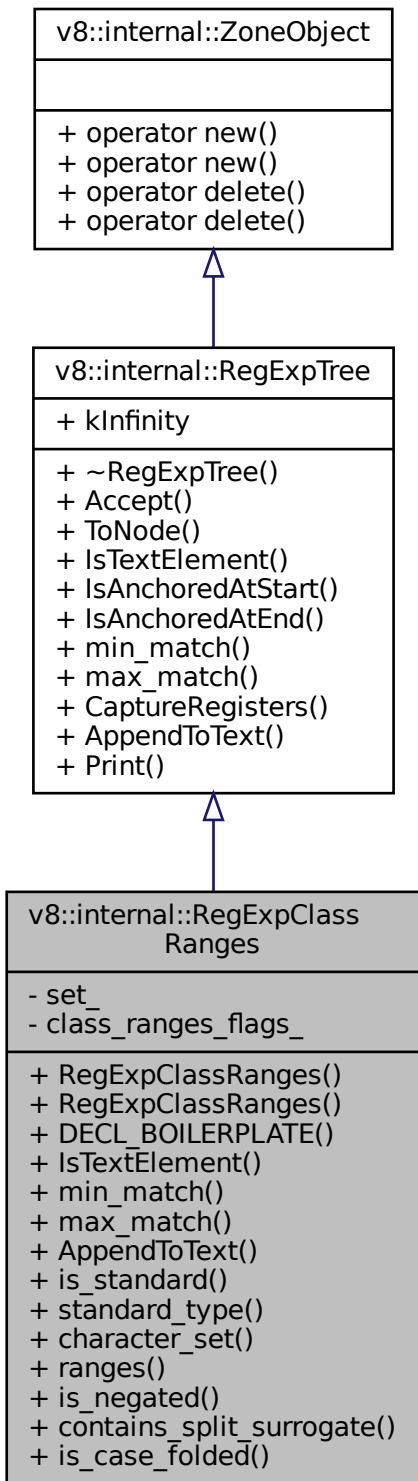 v8::internal::ZoneObject
+ operator new()
+ operator new()
+ operator delete()
+ operator delete()
v8::internal::RegExpTree
+ kInfinity
+ ~RegExpTree()
+ Accept()
+ ToNode()
+ IsTextElement()
+ IsAnchoredAtStart()
+ IsAnchoredAtEnd()
+ min_match()
+ max_match()
+ CaptureRegisters()
+ AppendToText()
+ Print()
v8::internal::RegExpClass
Ranges
- set_
- class_ranges_flags_
+ RegExpClassRanges()
+ RegExpClassRanges()
+ DECL_BOILERPLATE()
+ IsTextElement()
+ min_match()
+ max_match()
+ AppendToText()
+ is_standard()
+ standard_type()
+ character_set()
+ ranges()
+ is_negated()
+ contains_split_surrogate()
+ is_case_folded()